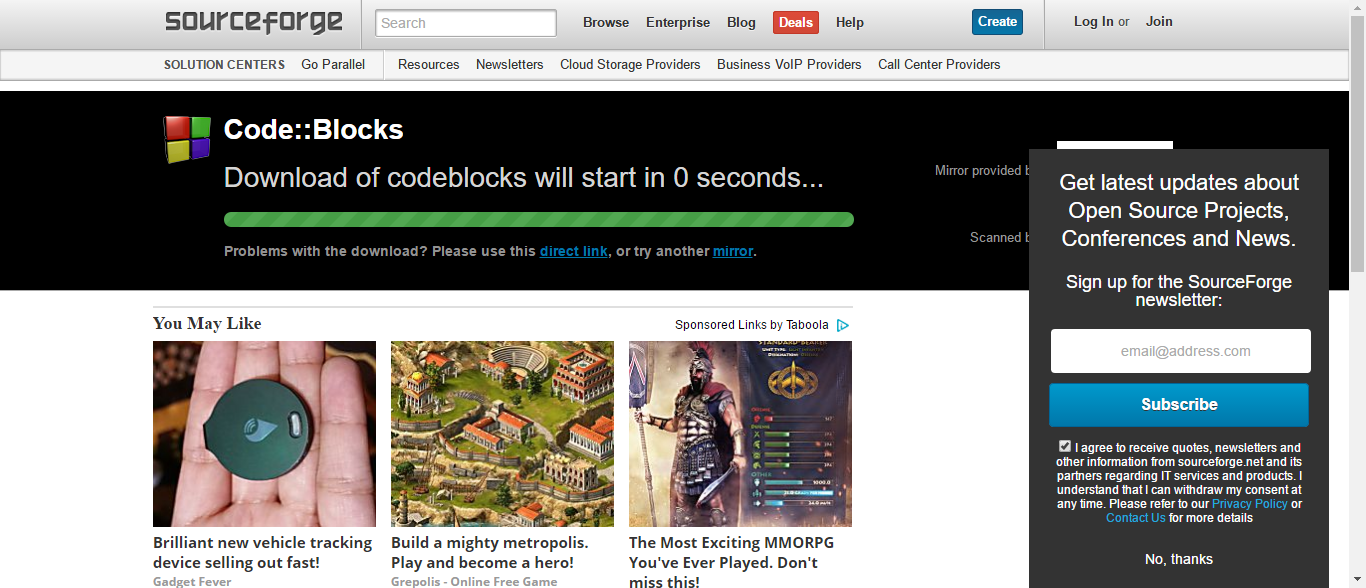 sourceforge
Search
Browse Enterprise Blog Deals Help
Create
Log In or Join
SOLUTION CENTERS Go Parallel Resources Newsletters Cloud Storage Providers Business VoIP Providers Call Center Providers
Code::Blocks
Download of codeblocks will start in 0 seconds...
Problems with the download? Please use this direct link, or try another mirror.
Mirror provided
Scanned
Get latest updates about
Open Source Projects,
Conferences and News.
Sign up for the SourceForge
newsletter:
email@address.com
Subscribe
I agree to receive quotes, newsletters and
other information from sourceforge.net and its
partners regarding IT services and products. I
understand that I can withdraw my consent at
any time. Please refer to our Privacy Policy or
Contact Us for more details
No, thanks
You May Like
Sponsored Links by Taboola
Brilliant new vehicle tracking
device selling out fast!
Gadget Fever
Build a mighty metropolis.
Play and become a hero!
Grepolis - Online Free Game
STANDARD-BEARER
The Most Exciting MMORPG
You've Ever Played. Don't
miss this!